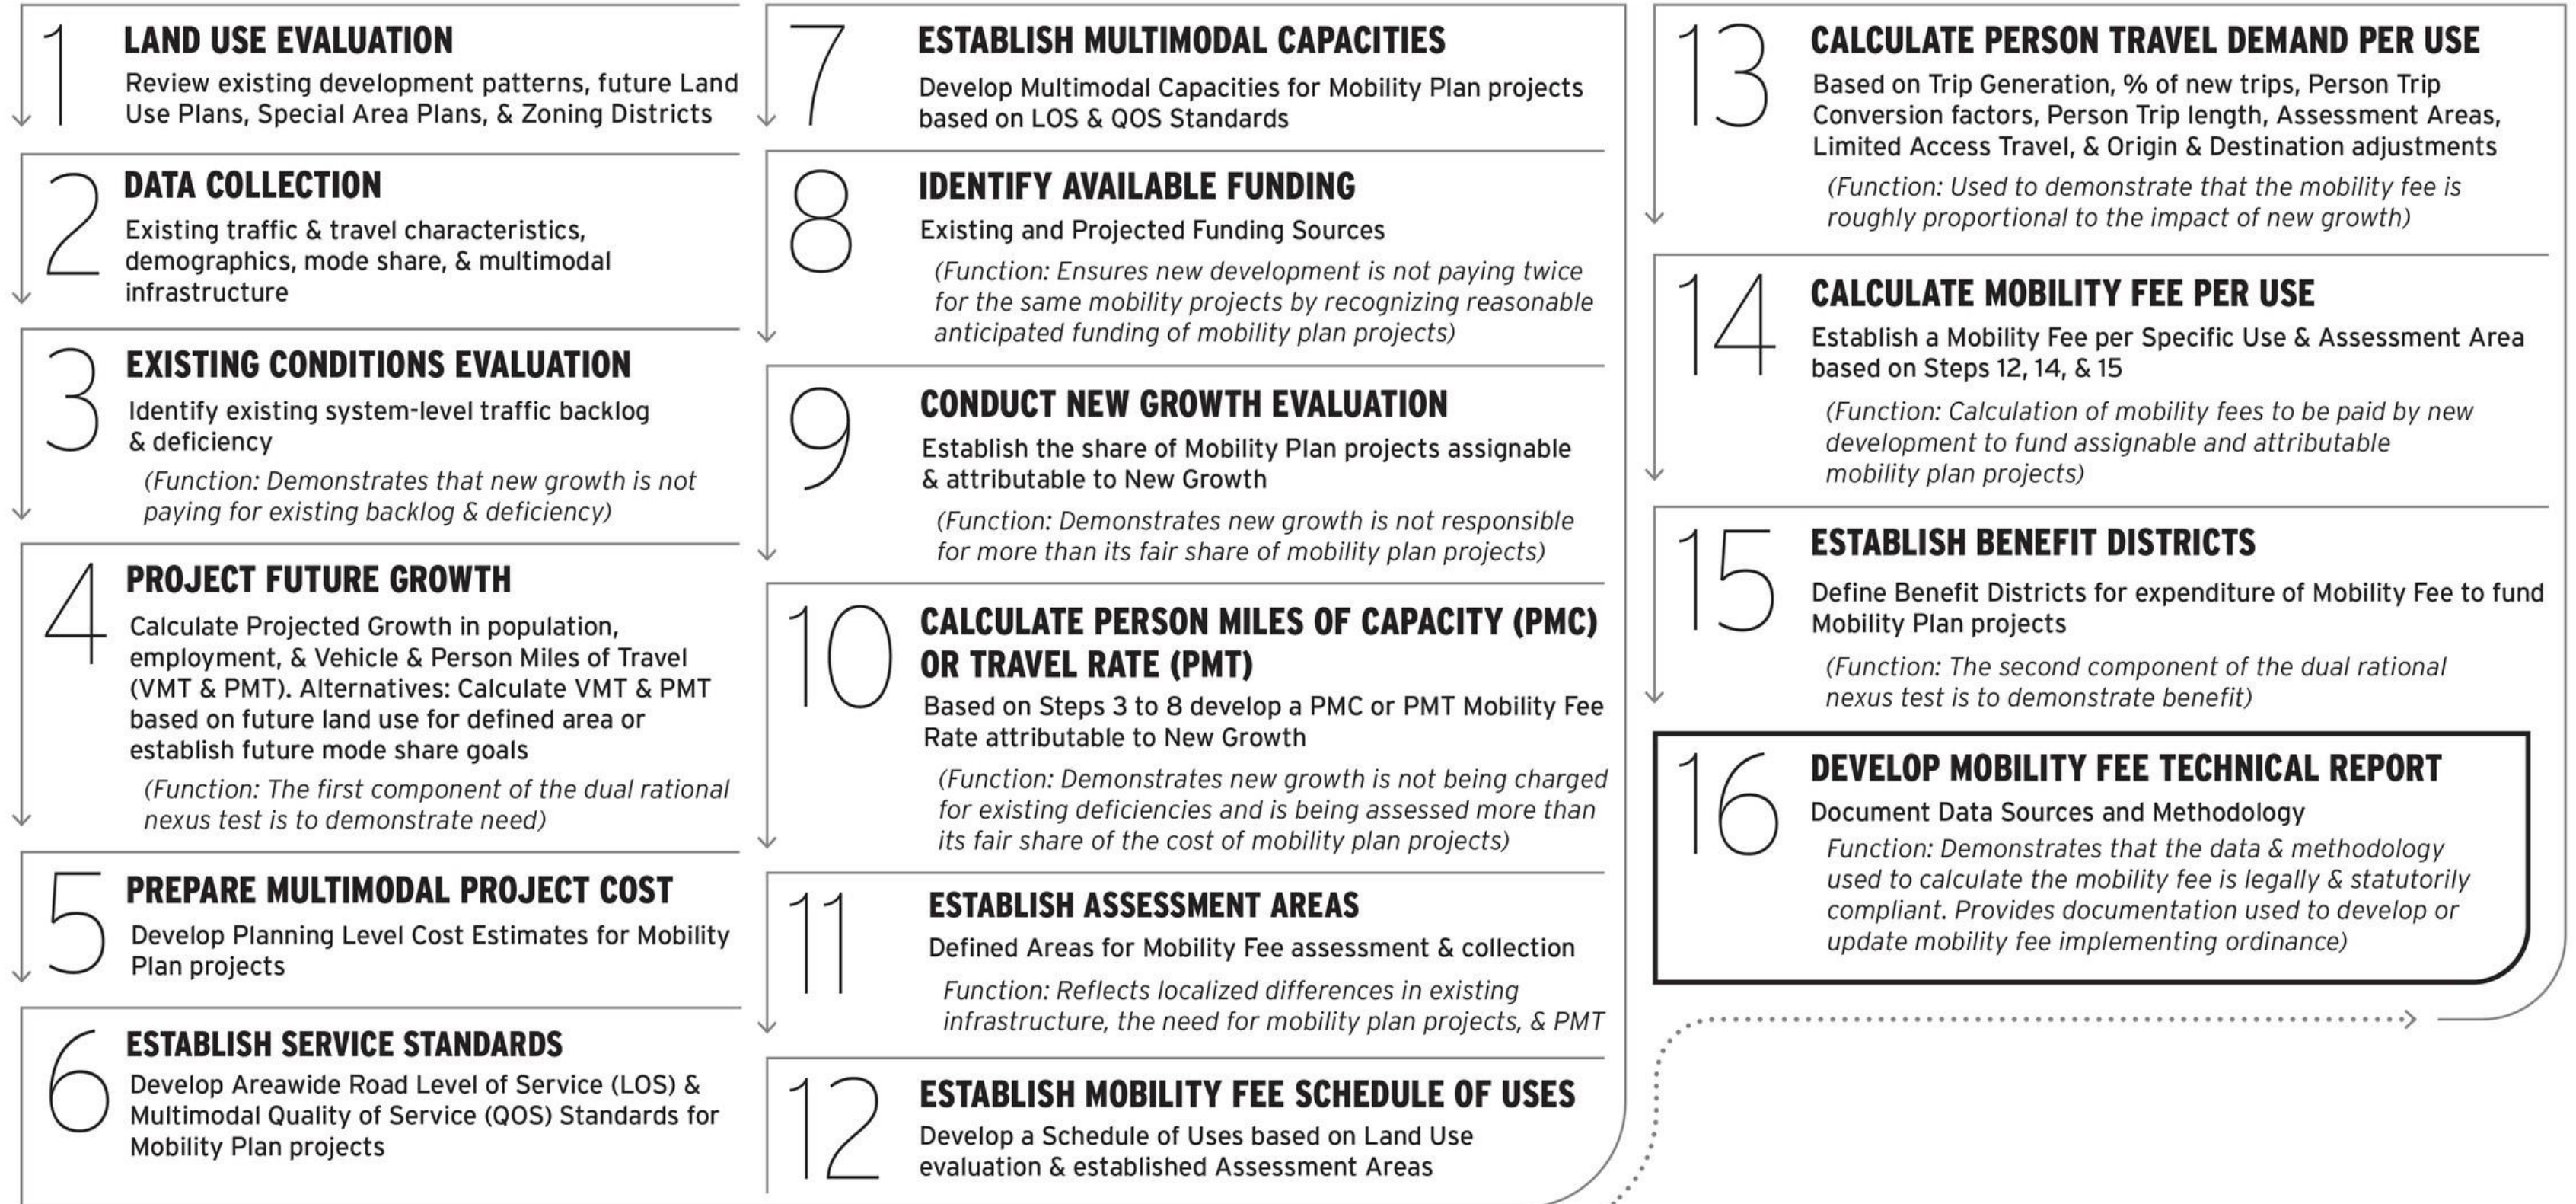 1
LAND USE EVALUATION
Review existing development patterns, future Land
Use Plans, Special Area Plans, & Zoning Districts
2
DATA COLLECTION
Existing traffic & travel characteristics,
demographics, mode share, & multimodal
infrastructure
3
EXISTING CONDITIONS EVALUATION
Identify existing system-level traffic backlog
& deficiency
(Function: Demonstrates that new growth is not
paying for existing backlog & deficiency)
4
PROJECT FUTURE GROWTH
Calculate Projected Growth in population,
employment, & Vehicle & Person Miles of Travel
(VMT & PMT). Alternatives: Calculate VMT & PMT
based on future land use for defined area or
establish future mode share goals
(Function: The first component of the dual rational
nexus test is to demonstrate need)
5
PREPARE MULTIMODAL PROJECT COST
Develop Planning Level Cost Estimates for Mobility
Plan projects
6
ESTABLISH SERVICE STANDARDS
Develop Areawide Road Level of Service (LOS) &
Multimodal Quality of Service (QOS) Standards for
Mobility Plan projects
7
ESTABLISH MULTIMODAL CAPACITIES
Develop Multimodal Capacities for Mobility Plan projects
based on LOS & QOS Standards
8
IDENTIFY AVAILABLE FUNDING
Existing and Projected Funding Sources
(Function: Ensures new development is not paying twice
for the same mobility projects by recognizing reasonable
anticipated funding of mobility plan projects)
9
CONDUCT NEW GROWTH EVALUATION
Establish the share of Mobility Plan projects assignable
& attributable to New Growth
(Function: Demonstrates new growth is not responsible
for more than its fair share of mobility plan projects)
10
CALCULATE PERSON MILES OF CAPACITY (PMC)
OR TRAVEL RATE (PMT)
Based on Steps 3 to 8 develop a PMC or PMT Mobility Fee
Rate attributable to New Growth
(Function: Demonstrates new growth is not being charged
for existing deficiencies and is being assessed more than
its fair share of the cost of mobility plan projects)
11
ESTABLISH ASSESSMENT AREAS
Defined Areas for Mobility Fee assessment & collection
Function: Reflects localized differences in existing
infrastructure, the need for mobility plan projects, & PMT
12
ESTABLISH MOBILITY FEE SCHEDULE OF USES
Develop a Schedule of Uses based on Land Use
evaluation & established Assessment Areas
13
CALCULATE PERSON TRAVEL DEMAND PER USE
Based on Trip Generation, % of new trips, Person Trip
Conversion factors, Person Trip length, Assessment Areas,
Limited Access Travel, & Origin & Destination adjustments
(Function: Used to demonstrate that the mobility fee is
roughly proportional to the impact of new growth)
14
CALCULATE MOBILITY FEE PER USE
Establish a Mobility Fee per Specific Use & Assessment Area
based on Steps 12, 14, & 15
(Function: Calculation of mobility fees to be paid by new
development to fund assignable and attributable
mobility plan projects)
15
ESTABLISH BENEFIT DISTRICTS
Define Benefit Districts for expenditure of Mobility Fee to fund
Mobility Plan projects
(Function: The second component of the dual rational
nexus test is to demonstrate benefit)
16
DEVELOP MOBILITY FEE TECHNICAL REPORT
Document Data Sources and Methodology
Function: Demonstrates that the data & methodology
used to calculate the mobility fee is legally & statutorily
compliant. Provides documentation used to develop or
update mobility fee implementing ordinance)